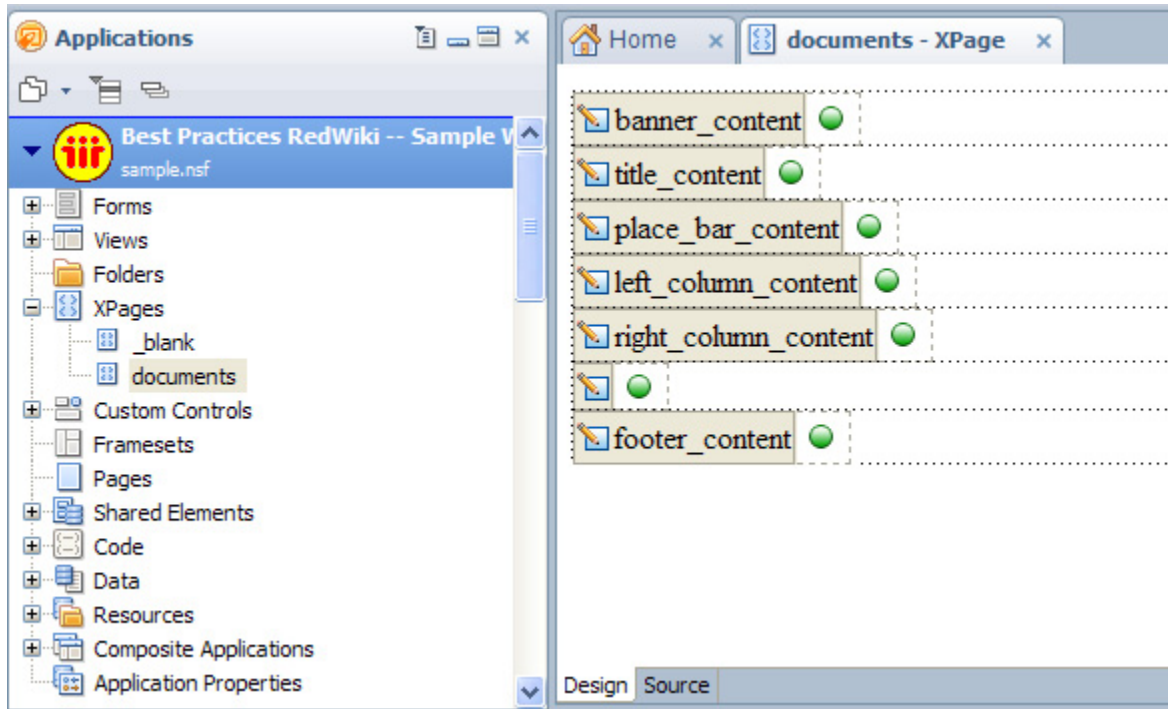 Applications
Best Practices RedWiki -- Sample W
sample.nsf
Forms
Views
Folders
XPages
_blank
documents
Custom Controls
Framesets
Pages
Shared Elements
Code
Data
Resources
Composite Applications
Application Properties
Home
documents - XPage
banner_content
title_content
place_bar_content
left_column_content
right_column_content
footer_content
Design Source